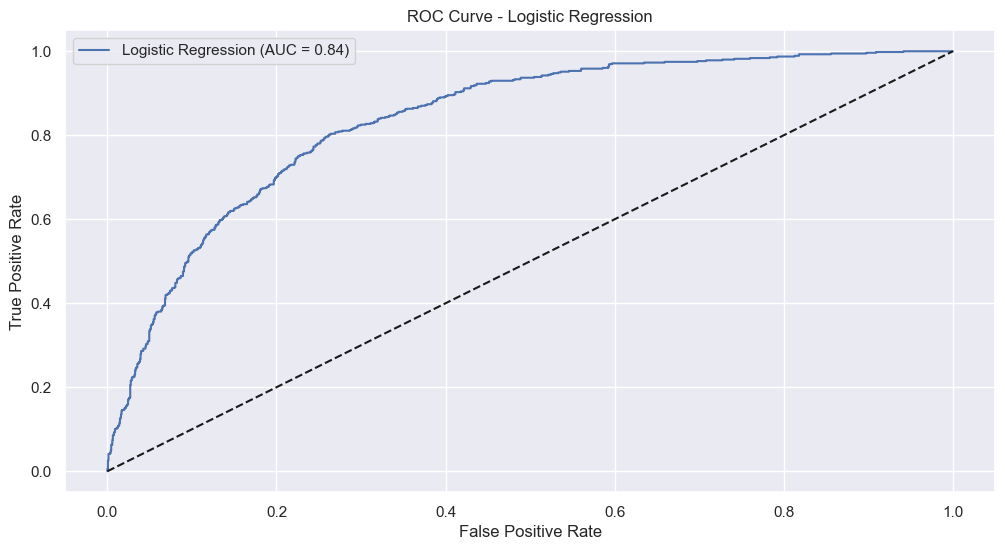 ROC Curve - Logistic Regression
Logistic Regression (AUC = 0.84)
1.0
0.8
0.6
0.4
0.2
0.0
True Positive Rate
0.0 0.2 0.4 0.6 0.8 1.0
False Positive Rate